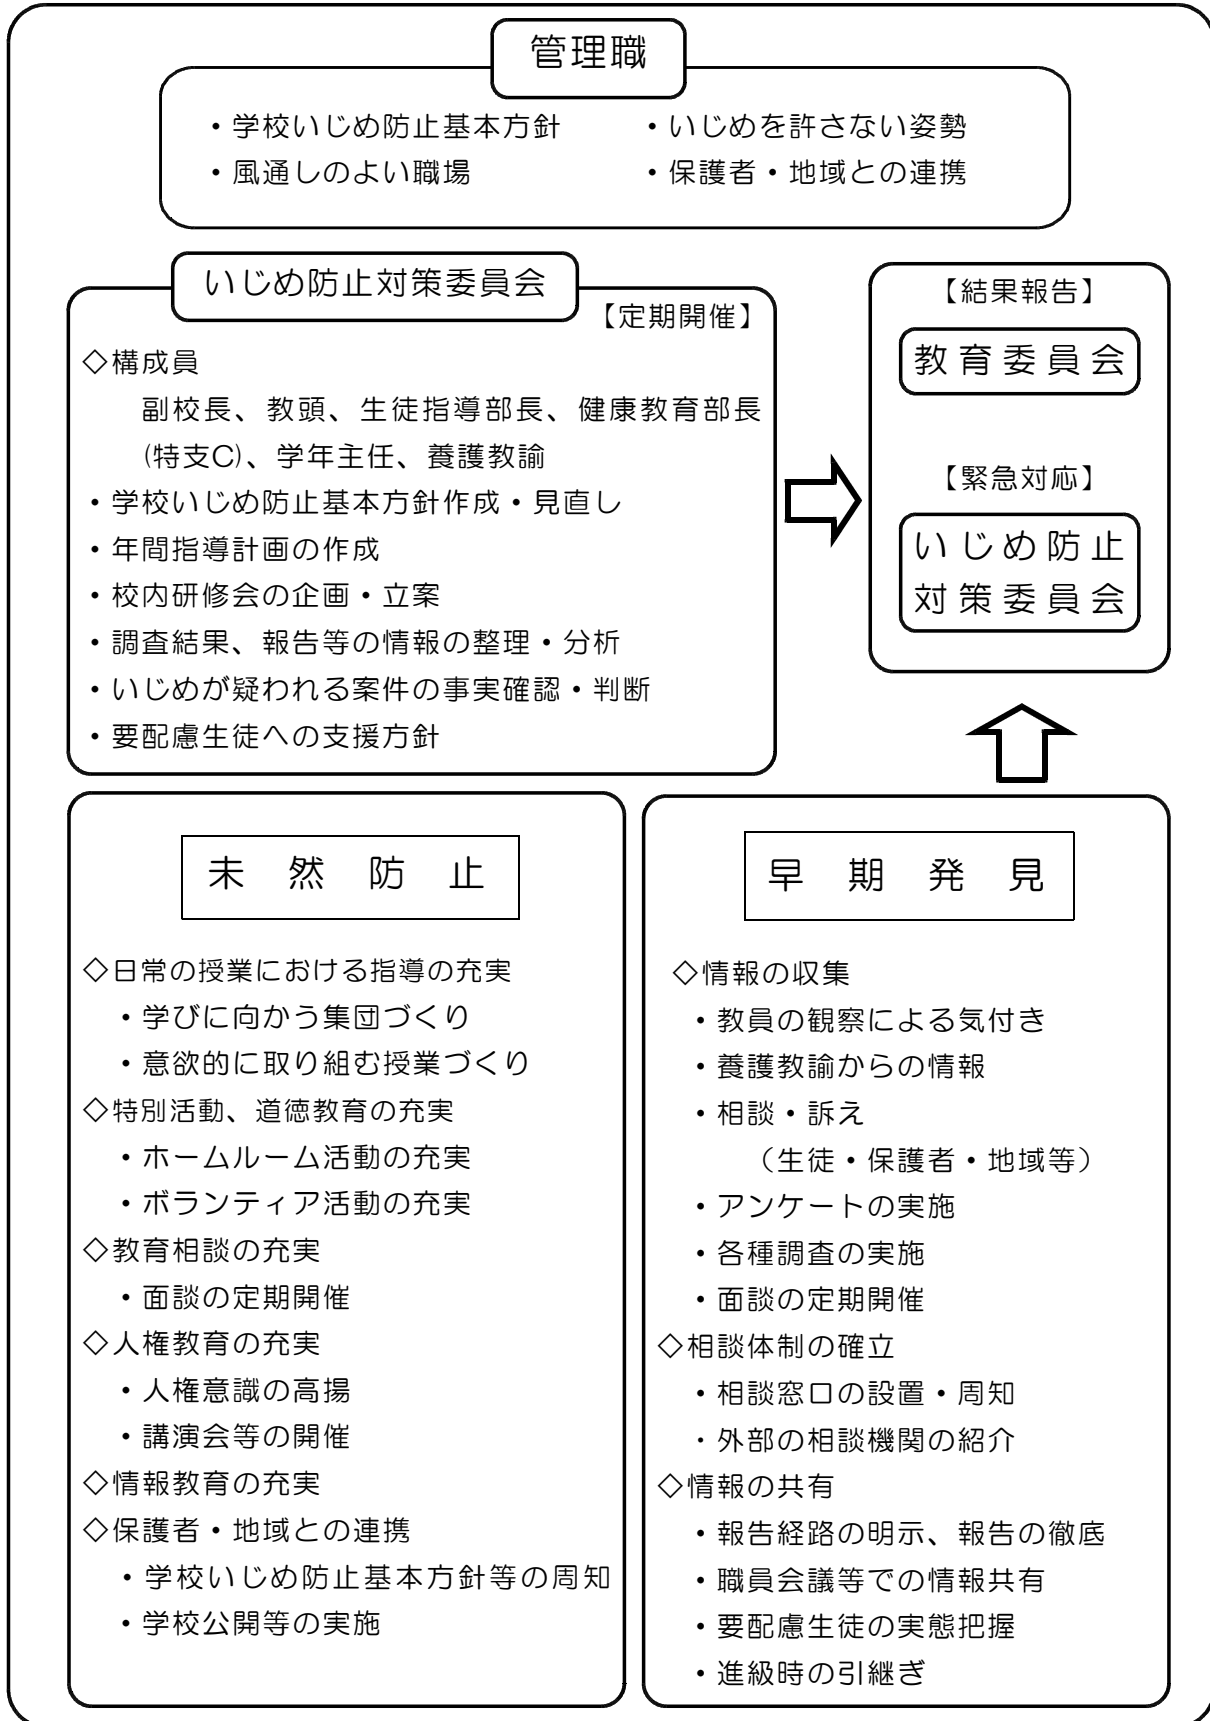 管理職
・学校いじめ防止基本方針　・いじめを許さない姿勢
・風通しのよい職場　・保護者・地域との連携
いじめ防止対策委員会
【定期開催】
◇構成員
副校長、教頭、生徒指導部長、健康教育部長
(特支C)、学年主任、養護教諭
・学校いじめ防止基本方針作成・見直し
・年間指導計画の作成
・校内研修会の企画・立案
・調査結果、報告等の情報の整理・分析
・いじめが疑われる案件の事実確認・判断
・要配慮生徒への支援方針
【結果報告】
教育委員会
【緊急対応】
いじめ防止
対策委員会
未然防止
◇日常の授業における指導の充実
・学びに向かう集団づくり
・意欲的に取り組む授業づくり
◇特別活動、道徳教育の充実
・ホームルーム活動の充実
・ボランティア活動の充実
◇教育相談の充実
・面談の定期開催
◇人権教育の充実
・人権意識の高揚
・講演会等の開催
◇情報教育の充実
◇保護者・地域との連携
・学校いじめ防止基本方針等の周知
・学校公開等の実施
早期発見
◇情報の収集
・教員の観察による気付き
・養護教諭からの情報
・相談・訴え
（生徒・保護者・地域等）
・アンケートの実施
・各種調査の実施
・面談の定期開催
◇相談体制の確立
・相談窓口の設置・周知
・外部の相談機関の紹介
◇情報の共有
・報告経路の明示、報告の徹底
・職員会議等での情報共有
・要配慮生徒の実態把握
・進級時の引継ぎ